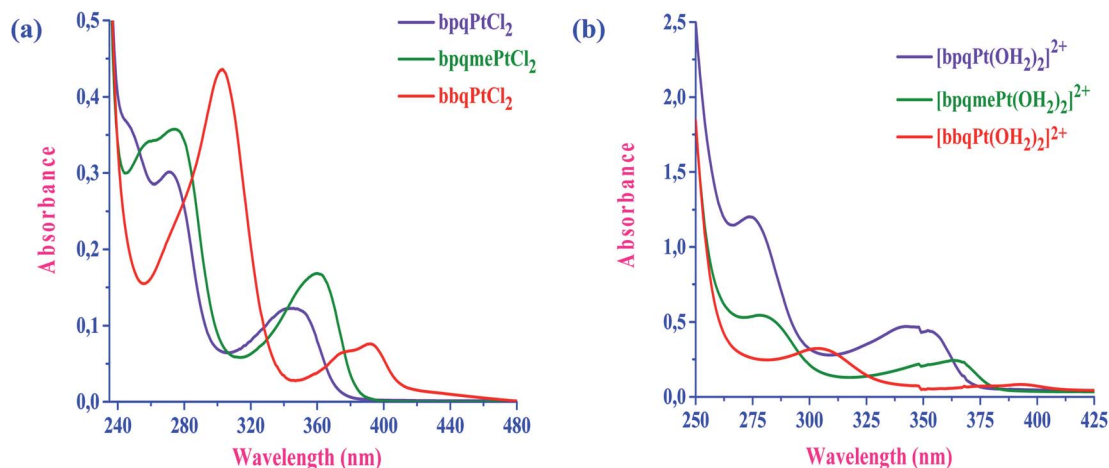 (a)
bpqPtCl₂
bpqmePtCl₂
bbqPtCl₂
0,5
0,4
0,3
0,2
0,1
0,0
Absorbance
240 280 320 360 400 440 480
Wavelength (nm)
(b)
[bpqPt(OH₂)₂]²⁺
[bpqmePt(OH₂)₂]²⁺
[bbqPt(OH₂)₂]²⁺
2,5
2,0
1,5
1,0
0,5
0,0
Absorbance
250 275 300 325 350 375 400 425
Wavelength (nm)